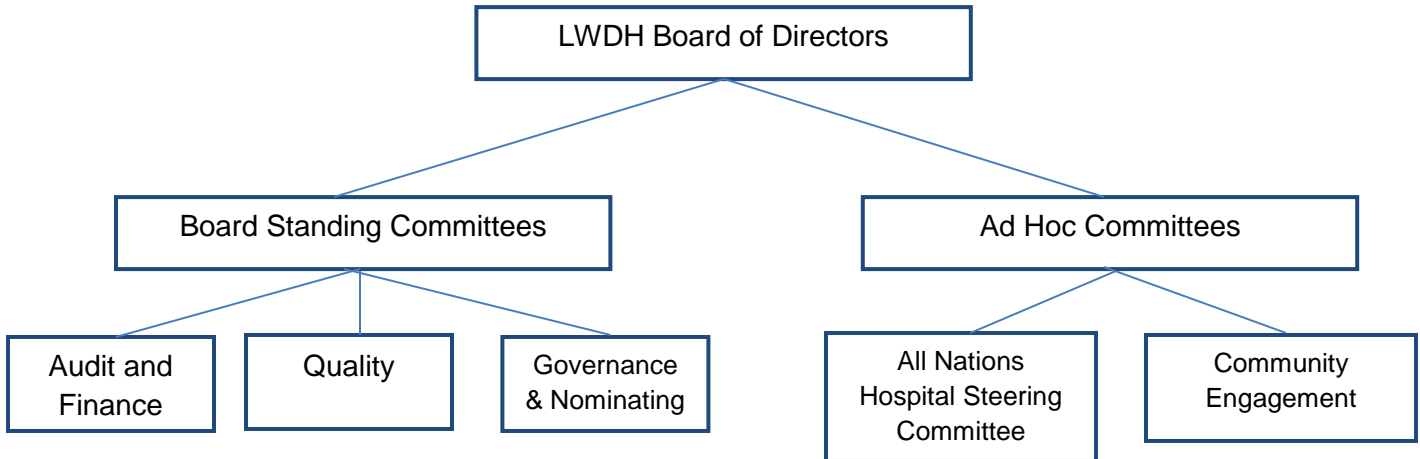 LWDH Board of Directors
Board Standing Committees
Ad Hoc Committees
Audit and
Finance
Quality
Governance
& Nominating
All Nations
Hospital Steering
Committee
Community
Engagement